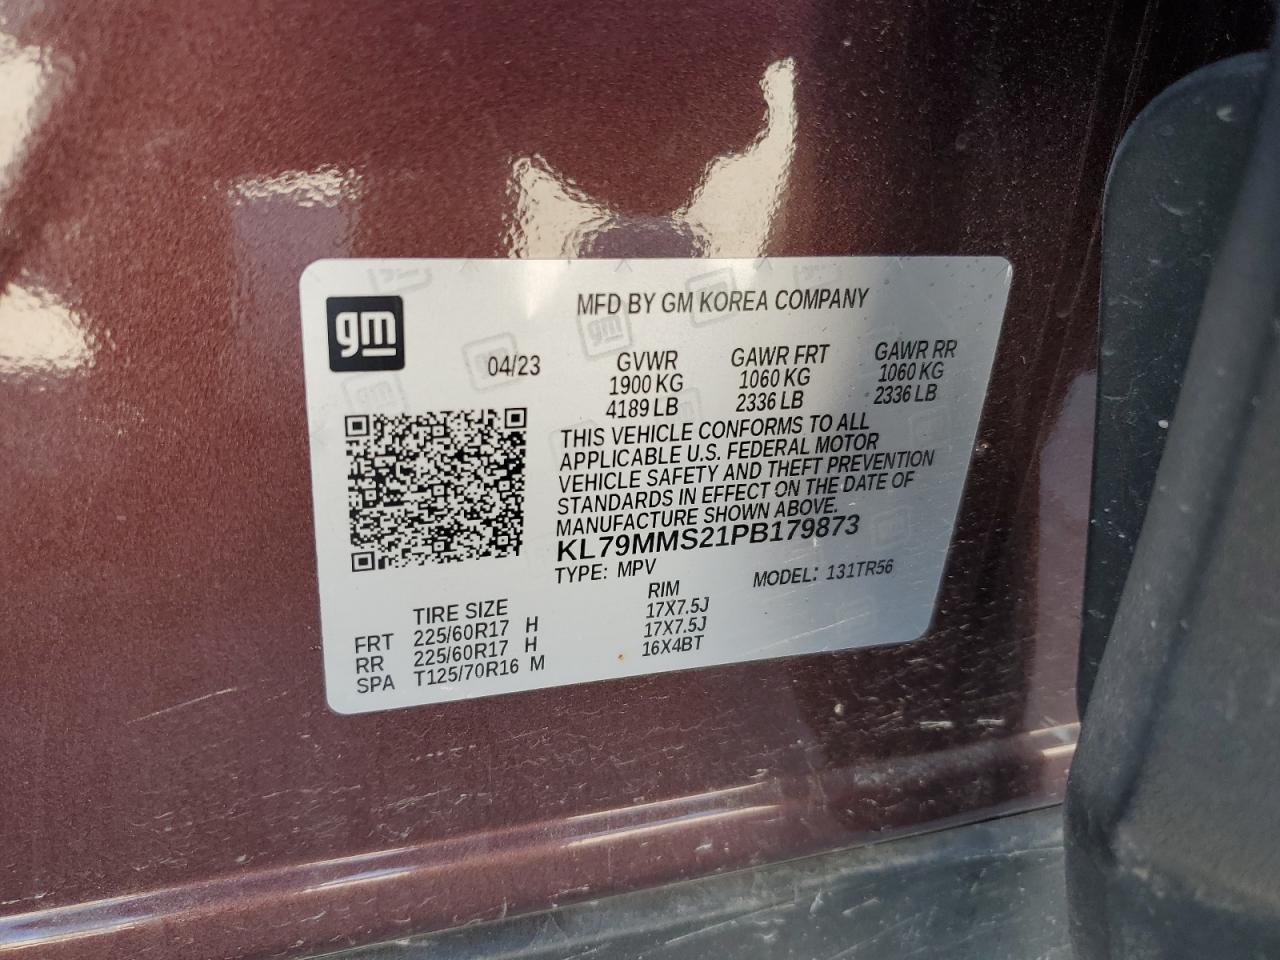 gm
MFD BY GM KOREA COMPANY
04/23 GVWR GAWR FRT GAWR RR
1900 KG 1060 KG 1060 KG
4189 LB 2336 LB 2336 LB
THIS VEHICLE CONFORMS TO ALL
APPLICABLE U.S. FEDERAL MOTOR
VEHICLE SAFETY AND THEFT PREVENTION
STANDARDS IN EFFECT ON THE DATE OF
MANUFACTURE SHOWN ABOVE.
KL79MMS21PB179873
TYPE: MPV MODEL: 131TR56
TIRE SIZE RIM
FRT 225/60R17 H 17X7.5J
RR 225/60R17 H 17X7.5J
SPA T125/70R16 M 16X4BT